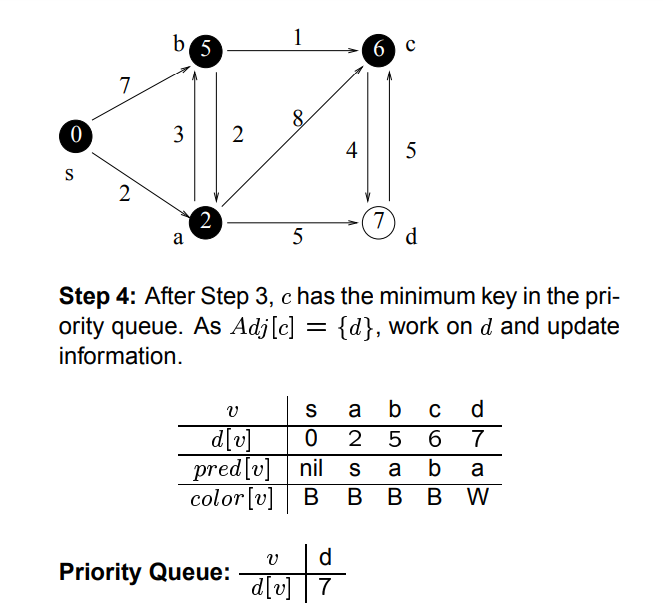 b 5 1 6 c
7
8
0 3 2 4 5
s
2
2 7
a 5 d
Step 4: After Step 3, c has the minimum key in the pri-
ority queue. As Adj[c] = {d}, work on d and update
information.
v s a b c d
d[v] 0 2 5 6 7
pred[v] nil s a b a
color[v] B B B B W
Priority Queue: v d
d[v] 7